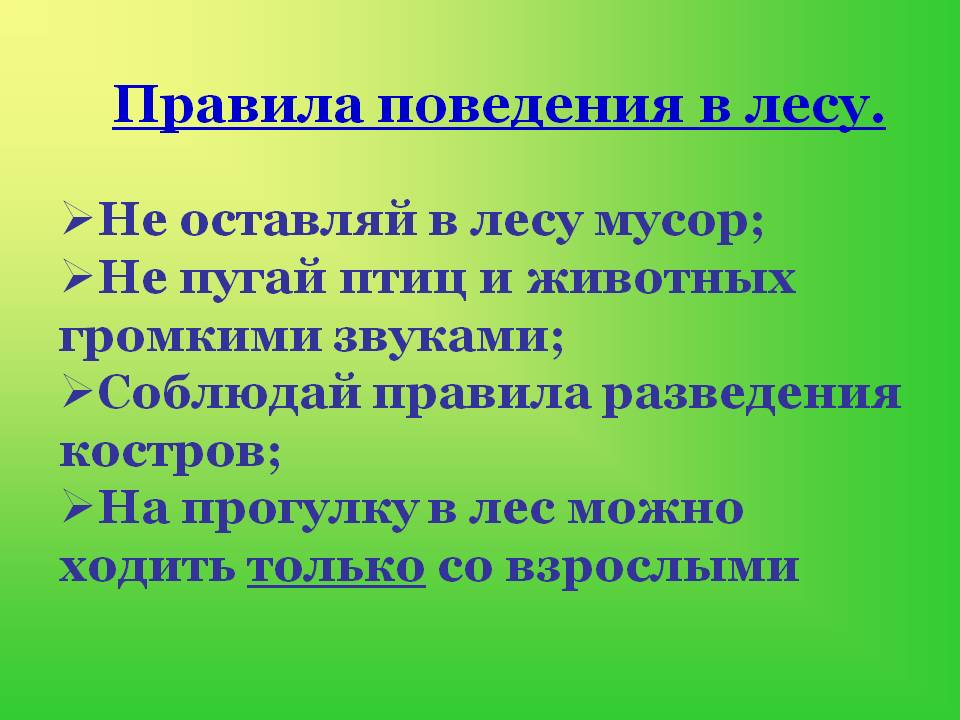 Правила поведения в лесу.
➢Не оставляй в лесу мусор;
➢Не пугай птиц и животных
громкими звуками;
➢Соблюдай правила разведения
костров;
➢На прогулку в лес можно
ходить только со взрослыми